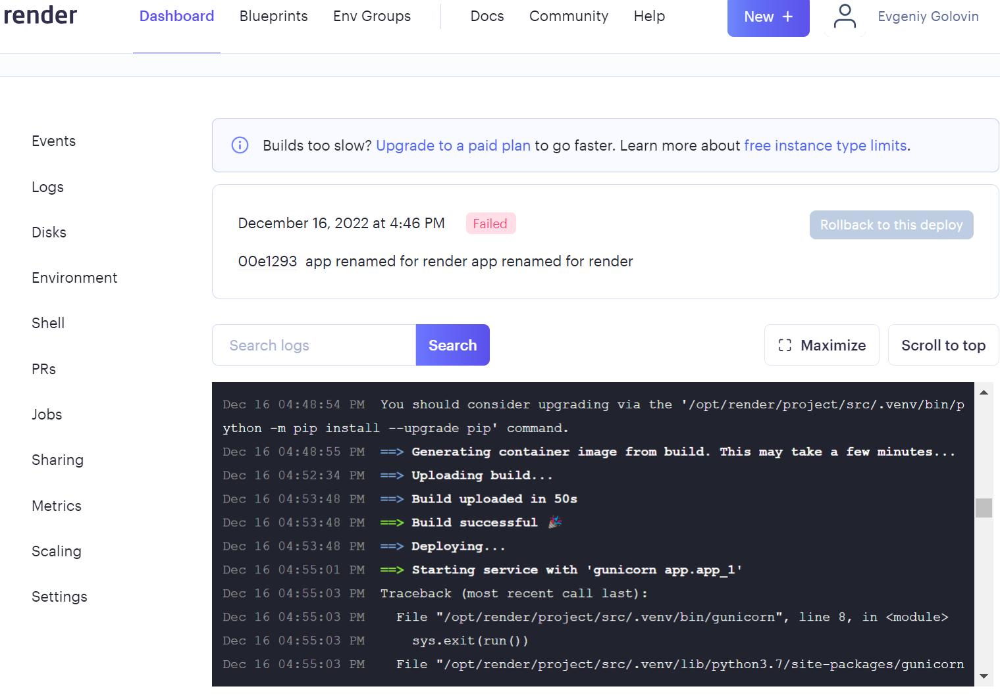 render Dashboard Blueprints Env Groups Docs Community Help New + Evgeniy Golovin
Events
Logs
Disks
Environment
Shell
PRs
Jobs
Sharing
Metrics
Scaling
Settings
Builds too slow? Upgrade to a paid plan to go faster. Learn more about free instance type limits.
December 16, 2022 at 4:46 PM Failed Rollback to this deploy
00e1293 app renamed for render app renamed for render
Search logs Search Maximize Scroll to top
Dec 16 04:48:54 PM You should consider upgrading via the '/opt/render/project/src/.venv/bin/p
ython -m pip install --upgrade pip' command.
Dec 16 04:48:55 PM ==> Generating container image from build. This may take a few minutes...
Dec 16 04:52:34 PM ==> Uploading build...
Dec 16 04:53:48 PM ==> Build uploaded in 50s
Dec 16 04:53:48 PM ==> Build successful 🎉
Dec 16 04:53:48 PM ==> Deploying...
Dec 16 04:55:01 PM ==> Starting service with 'gunicorn app.app_1'
Dec 16 04:55:03 PM Traceback (most recent call last):
Dec 16 04:55:03 PM   File "/opt/render/project/src/.venv/bin/gunicorn", line 8, in <module>
Dec 16 04:55:03 PM     sys.exit(run())
Dec 16 04:55:03 PM   File "/opt/render/project/src/.venv/lib/python3.7/site-packages/gunicorn